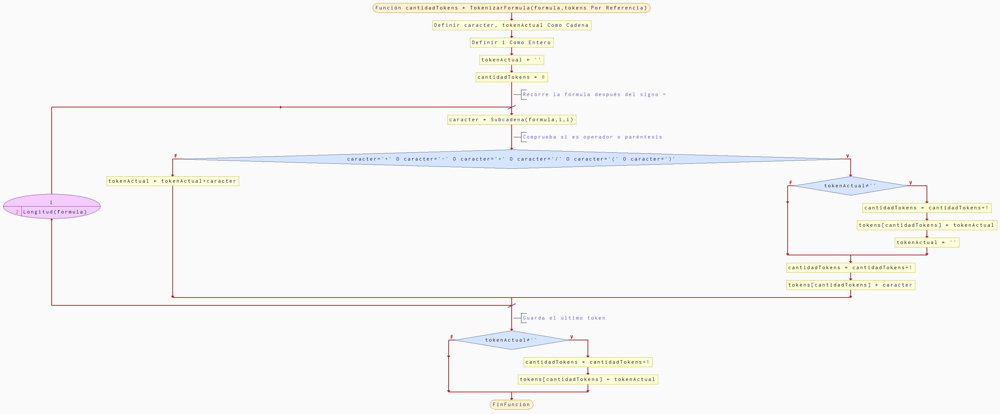 Función cantidadTokens ← TokenizarFormula(formula,tokens Por Referencia)
Definir caracter, tokenActual Como Cadena
Definir i Como Entero
tokenActual ← ''
cantidadTokens ← 0
Recorre la fórmula después del signo =
caracter ← Subcadena(formula,i,i)
Comprueba si es operador o paréntesis
F
caracter='+' O caracter='-' O caracter='*' O caracter='/' O caracter='(' O caracter=')'
V
tokenActual ← tokenActual+caracter
F
tokenActual≠''
V
i
2 Longitud(formula)
cantidadTokens ← cantidadTokens+1
tokens[cantidadTokens] ← tokenActual
tokenActual ← ''
cantidadTokens ← cantidadTokens+1
tokens[cantidadTokens] ← caracter
Guarda el último token
F
tokenActual≠''
V
cantidadTokens ← cantidadTokens+1
tokens[cantidadTokens] ← tokenActual
FinFunción